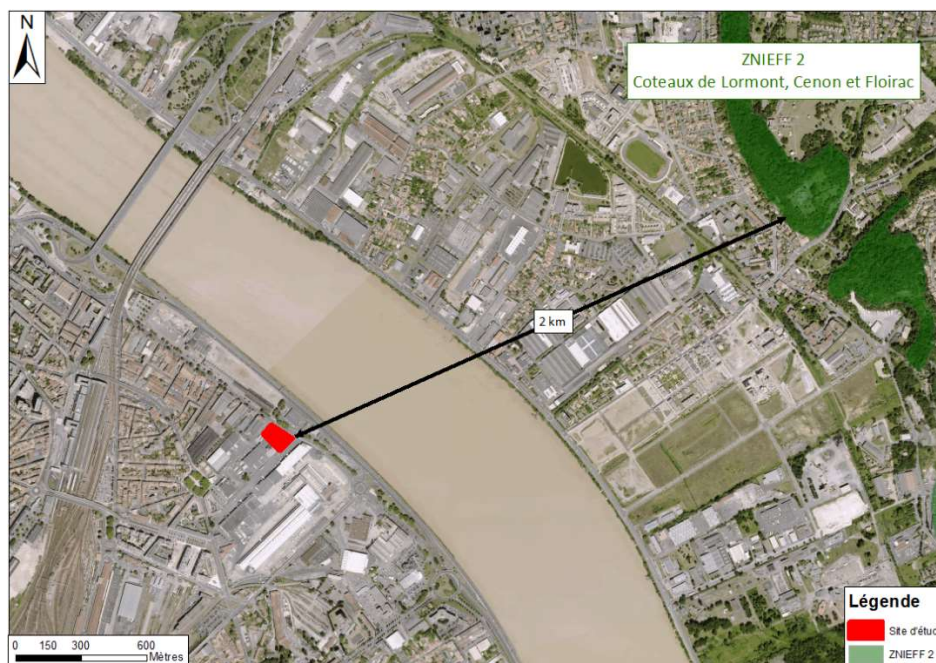 N
ZNIEFF 2
Coteaux de Lormont, Cenon et Floirac
2 km
Légende
Site d'étud
ZNIEFF 2
0 150 300 600
Mètres